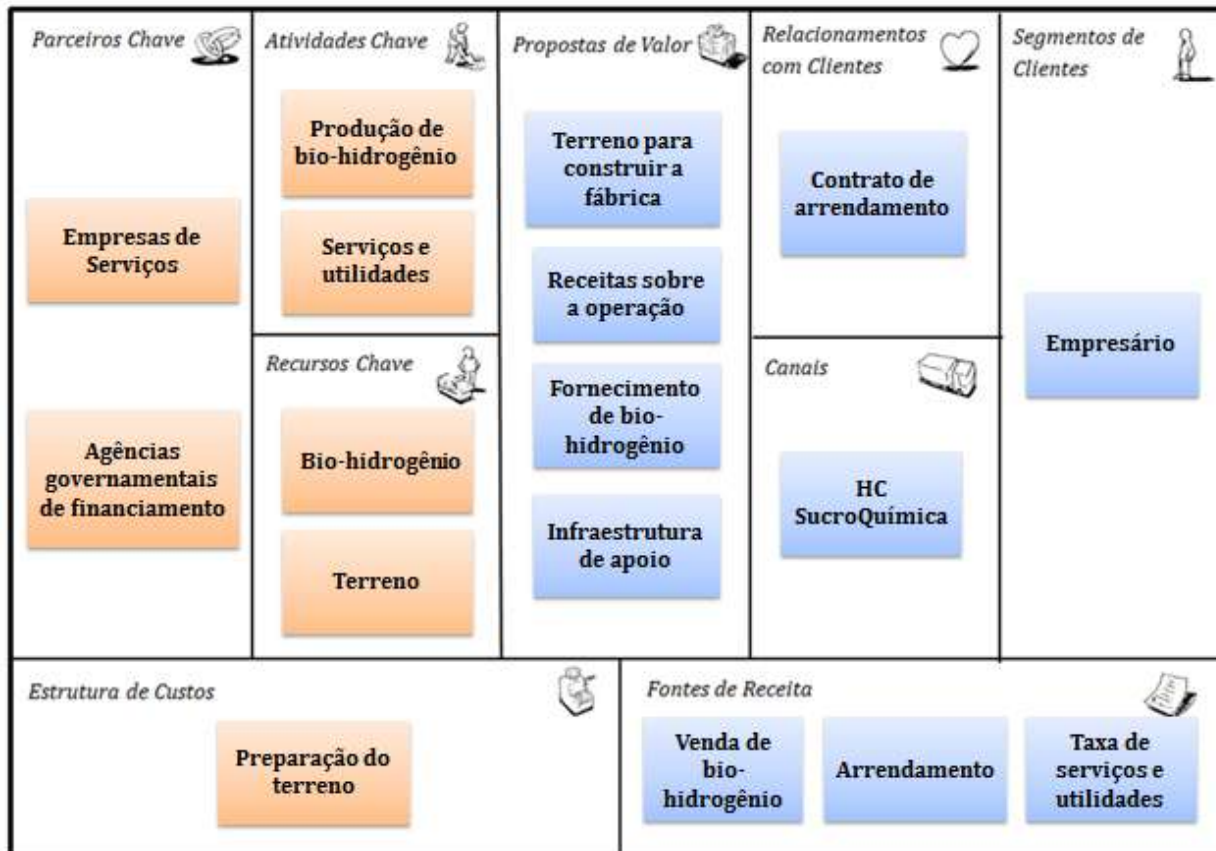 Parceiros Chave
Empresas de
Serviços
Agências
governamentais
de financiamento
Atividades Chave
Produção de
bio-hidrogênio
Serviços e
utilidades
Recursos Chave
Bio-hidrogênio
Terreno
Propostas de Valor
Terreno para
construir a
fábrica
Receitas sobre
a operação
Fornecimento
de bio-
hidrogênio
Infraestrutura
de apoio
Relacionamentos
com Clientes
Contrato de
arrendamento
Canais
HC
SucroQuímica
Segmentos de
Clientes
Empresário
Estrutura de Custos
Preparação do
terreno
Fontes de Receita
Venda de
bio-
hidrogênio
Arrendamento
Taxa de
serviços e
utilidades